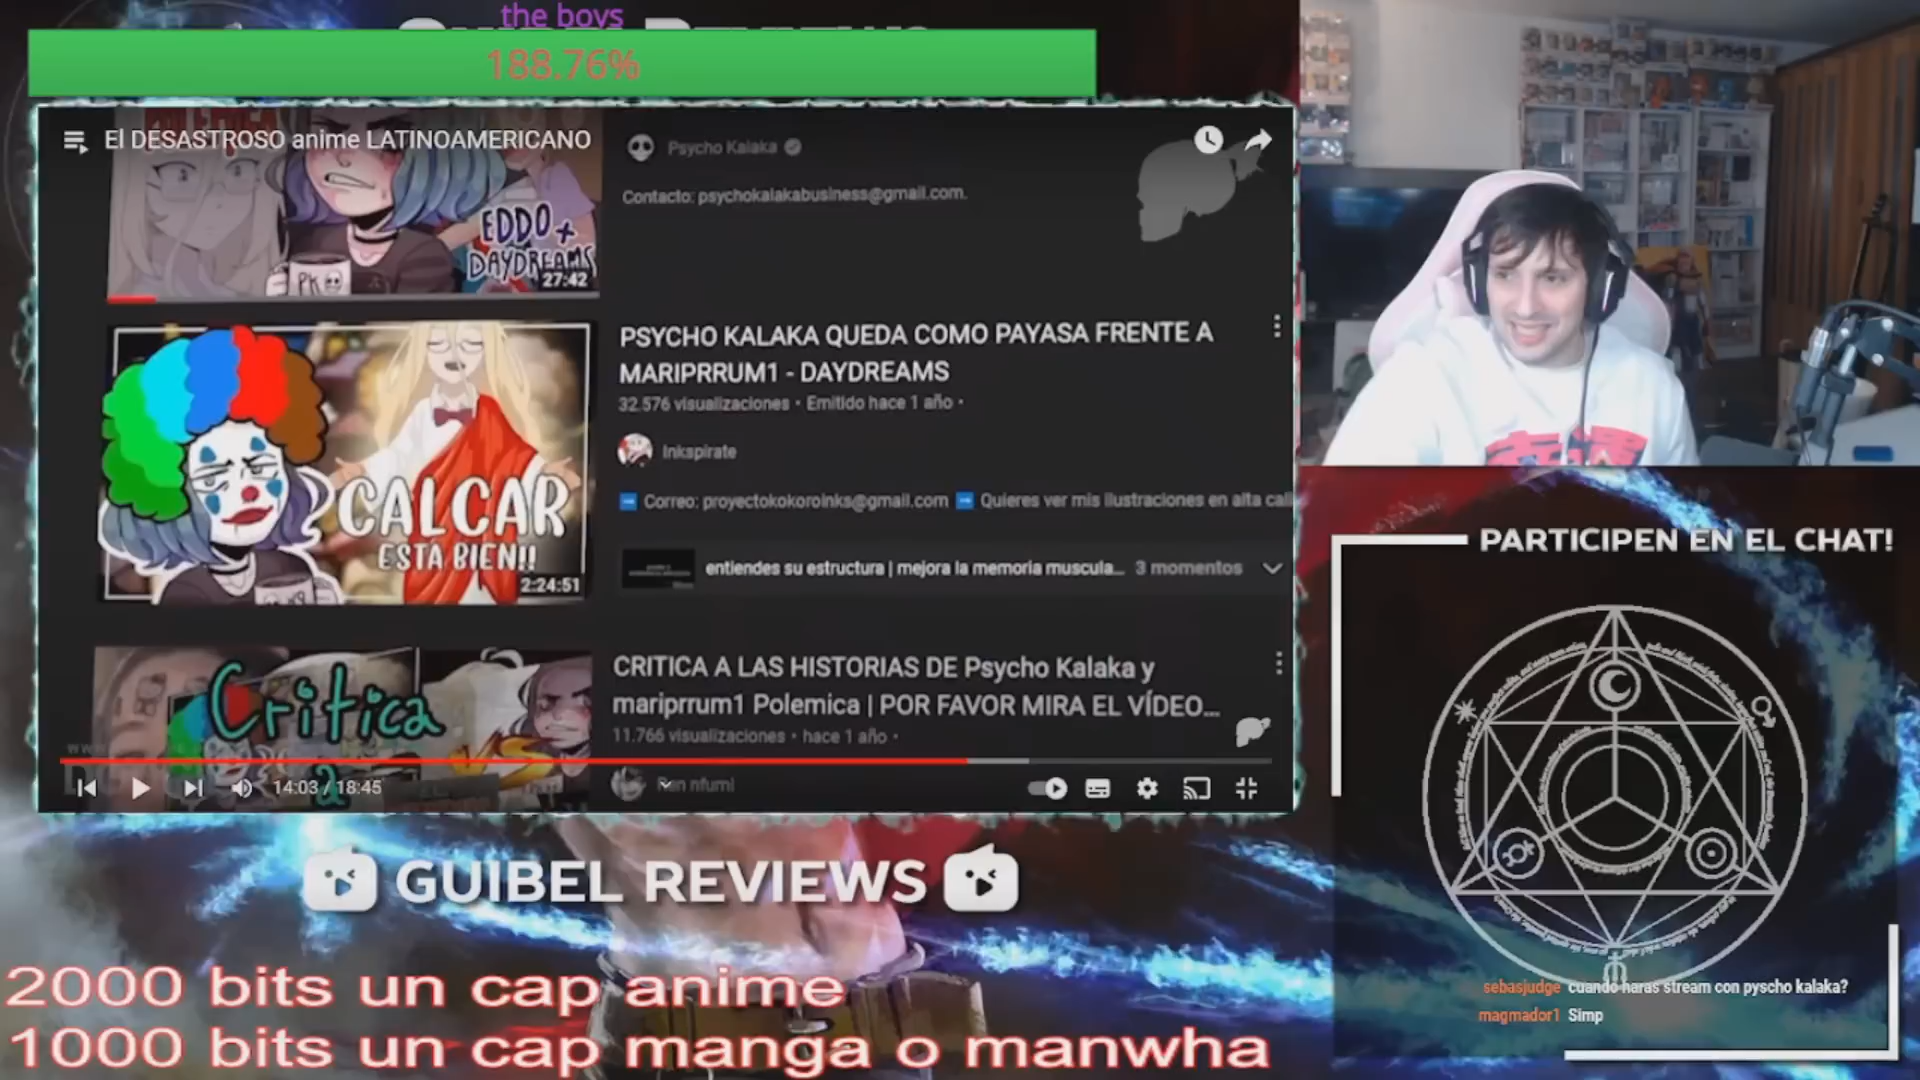 the boys
188.76%
El DESASTROSO anime LATINOAMERICANO
Psycho Kalaka
Contacto: psychokalakabusiness@gmail.com.
EDDO +
DAYDREAMS
PK
27:42
PSYCHO KALAKA QUEDA COMO PAYASA FRENTE A
MARIPRRUM1 - DAYDREAMS
32.576 visualizaciones • Emitido hace 1 año •
Inkspirate
Correo: proyectokokoroinks@gmail.com Quieres ver mis ilustraciones en alta cali
CALCAR
ESTA BIEN!!
2:24:51
entiendes su estructura | mejora la memoria muscula... 3 momentos
CRITICA A LAS HISTORIAS DE Psycho Kalaka y
mariprrum1 Polemica | POR FAVOR MIRA EL VÍDEO...
11.766 visualizaciones • hace 1 año •
Critica
a
VS
14:03 / 18:45
PARTICIPEN EN EL CHAT!
GUIBEL REVIEWS
2000 bits un cap anime
1000 bits un cap manga o manwha
sebasjudge cuando haras stream con pyscho kalaka?
magmador1 Simp